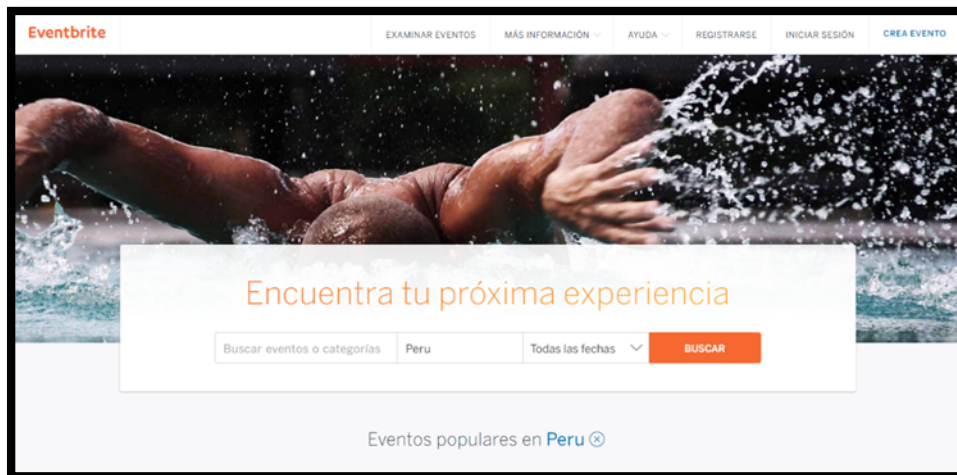 Eventbrite
EXAMINAR EVENTOS
MÁS INFORMACIÓN
AYUDA
REGISTRARSE
INICIAR SESIÓN
CREA EVENTO
Encuentra tu próxima experiencia
Buscar eventos o categorías
Peru
Todas las fechas
BUSCAR
Eventos populares en Peru